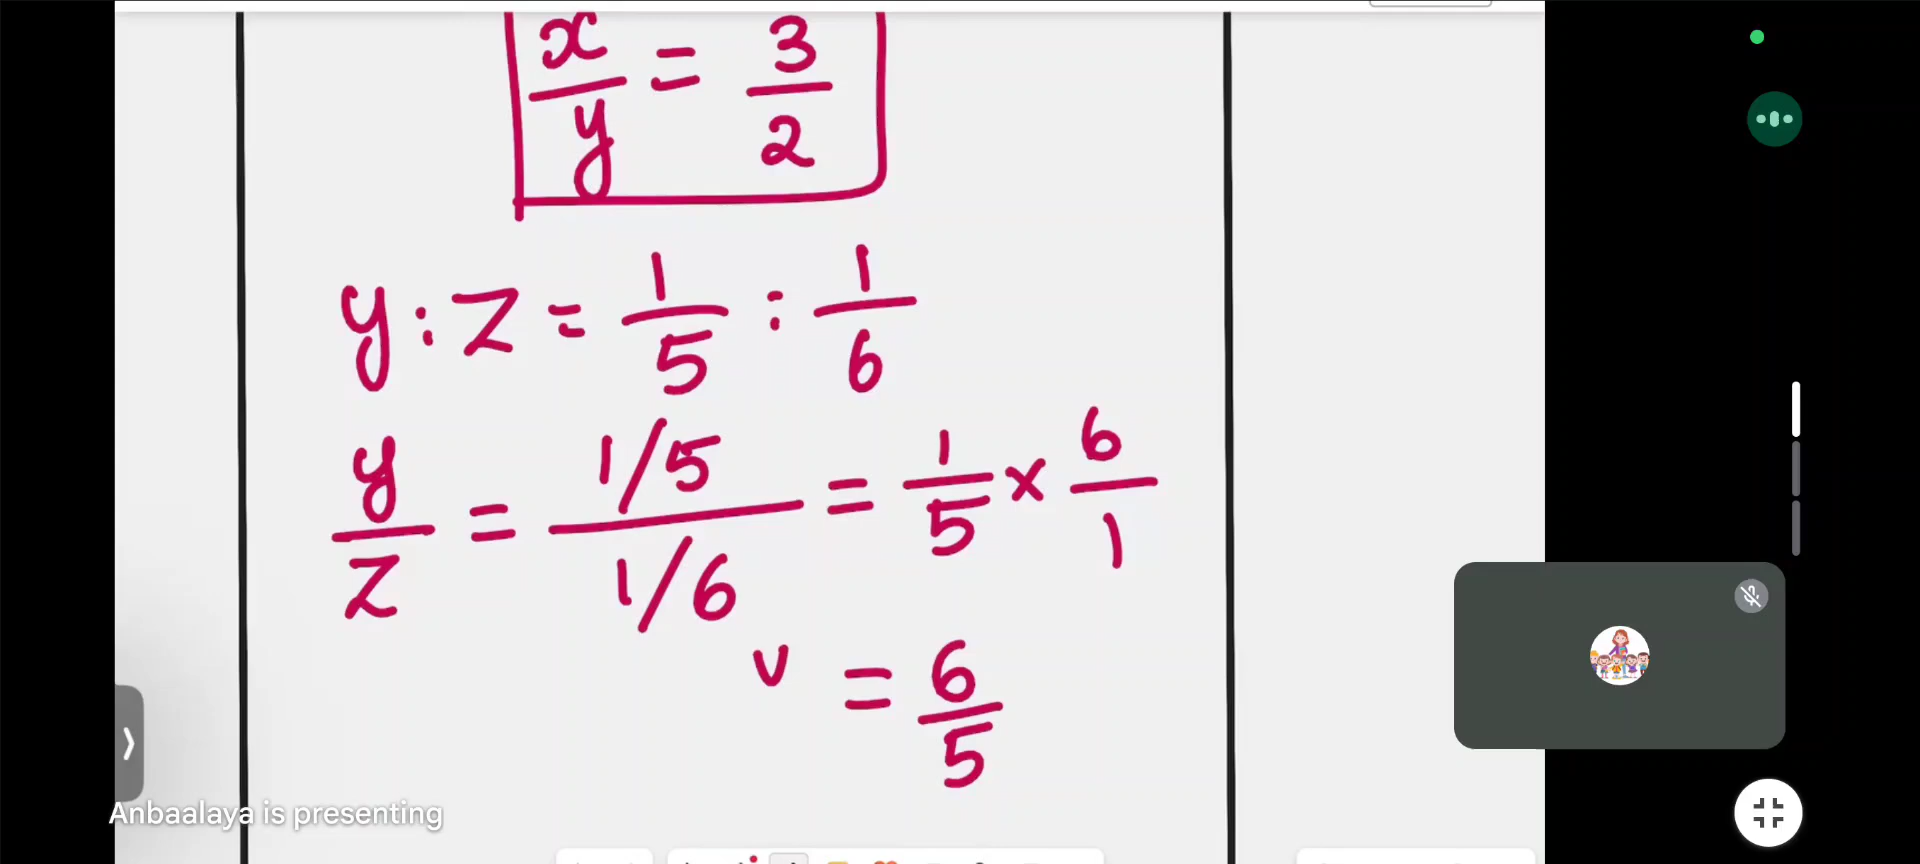 x/y = 3/2
y : z = 1/5 : 1/6
y/z = (1/5)/(1/6) = 1/5 × 6/1
v = 6/5
Anbaalaya is presenting